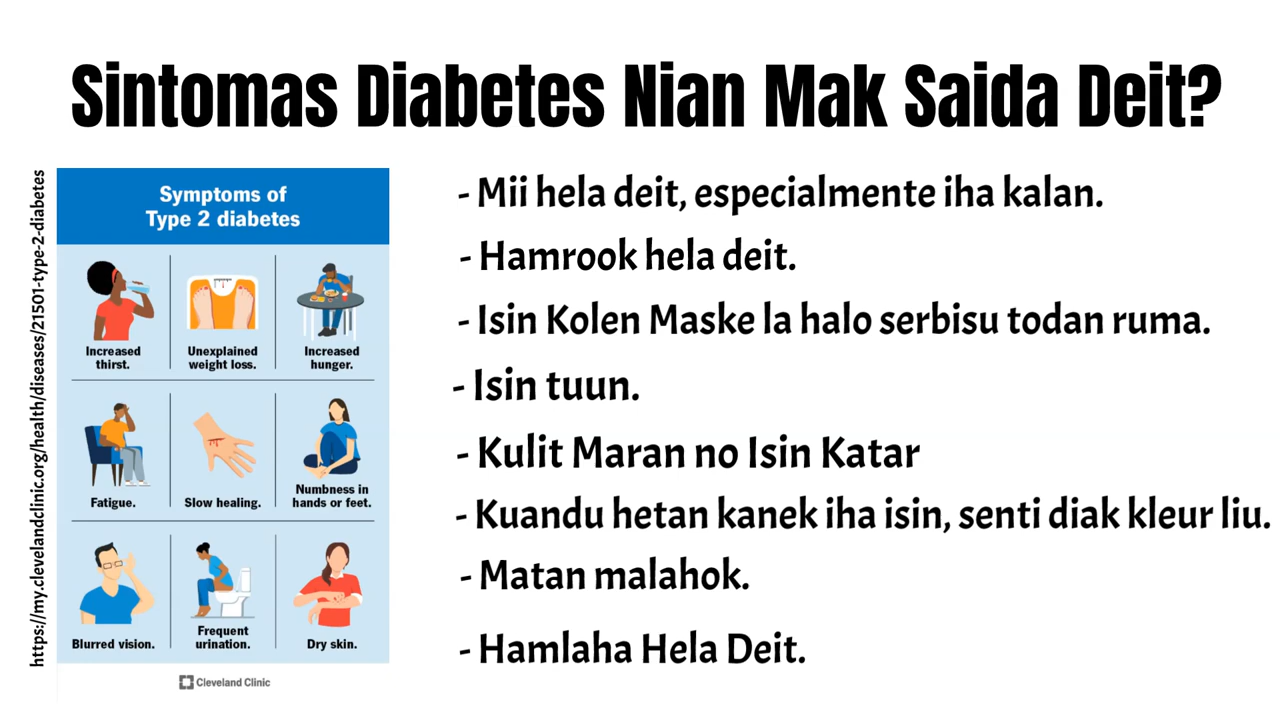 Sintomas Diabetes Nian Mak Saida Deit?
https://my.clevelandclinic.org/health/diseases/21501-type-2-diabetes
Symptoms of
Type 2 diabetes
Increased
thirst.
Unexplained
weight loss.
Increased
hunger.
Fatigue.
Slow healing.
Numbness in
hands or feet.
Blurred vision.
Frequent
urination.
Dry skin.
Cleveland Clinic
- Mii hela deit, especialmente iha kalan.
- Hamrook hela deit.
- Isin Kolen Maske la halo serbisu todan ruma.
- Isin tuun.
- Kulit Maran no Isin Katar
- Kuandu hetan kanek iha isin, senti diak kleur liu.
- Matan malahok.
- Hamlaha Hela Deit.